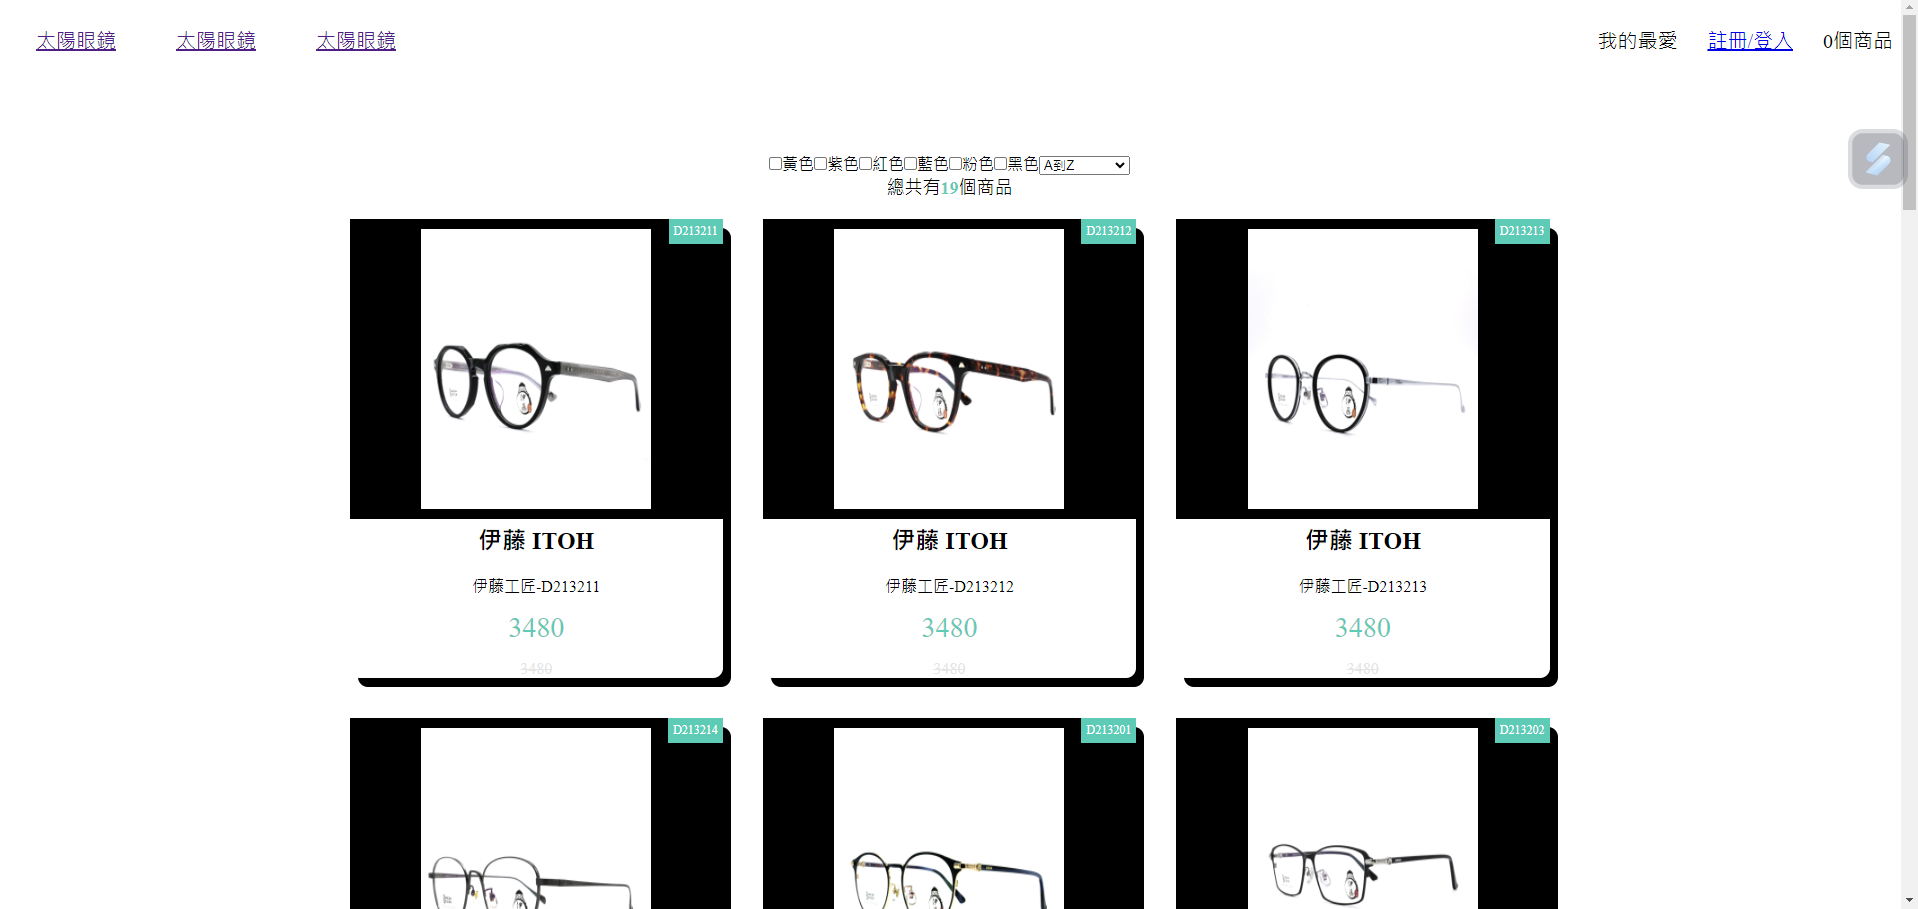 太陽眼鏡 太陽眼鏡 太陽眼鏡 我的最愛 註冊/登入 0個商品
黃色 紫色 紅色 藍色 粉色 黑色 A到Z
總共有19個商品
D213211
伊藤 ITOH
伊藤工匠-D213211
3480
3480
D213212
伊藤 ITOH
伊藤工匠-D213212
3480
3480
D213213
伊藤 ITOH
伊藤工匠-D213213
3480
3480
D213214
D213201
D213202